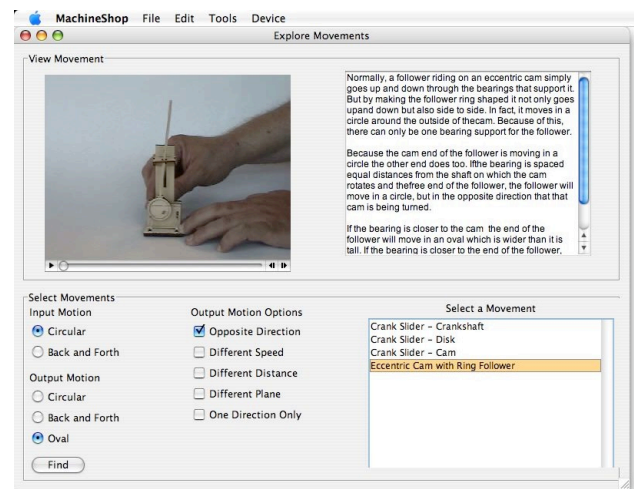 MachineShop File Edit Tools Device
Explore Movements
View Movement
Normally, a follower riding on an eccentric cam simply
goes up and down through the bearings that support it.
But by making the follower ring shaped it not only goes
upand down but also side to side. In fact, it moves in a
circle around the outside of thecam. Because of this,
there can only be one bearing support for the follower.
Because the cam end of the follower is moving in a
circle the other end does too. Ifthe bearing is spaced
equal distances from the shaft on which the cam
rotates and thefree end of the follower, the follower will
move in a circle, but in the opposite direction that that
cam is being turned.
If the bearing is closer to the cam the end of the
follower will move in an oval which is wider than it is
tall. If the bearing is closer to the end of the follower,
Select Movements
Input Motion
Circular
Back and Forth
Output Motion
Circular
Back and Forth
Oval
Find
Output Motion Options
Opposite Direction
Different Speed
Different Distance
Different Plane
One Direction Only
Select a Movement
Crank Slider – Crankshaft
Crank Slider – Disk
Crank Slider – Cam
Eccentric Cam with Ring Follower